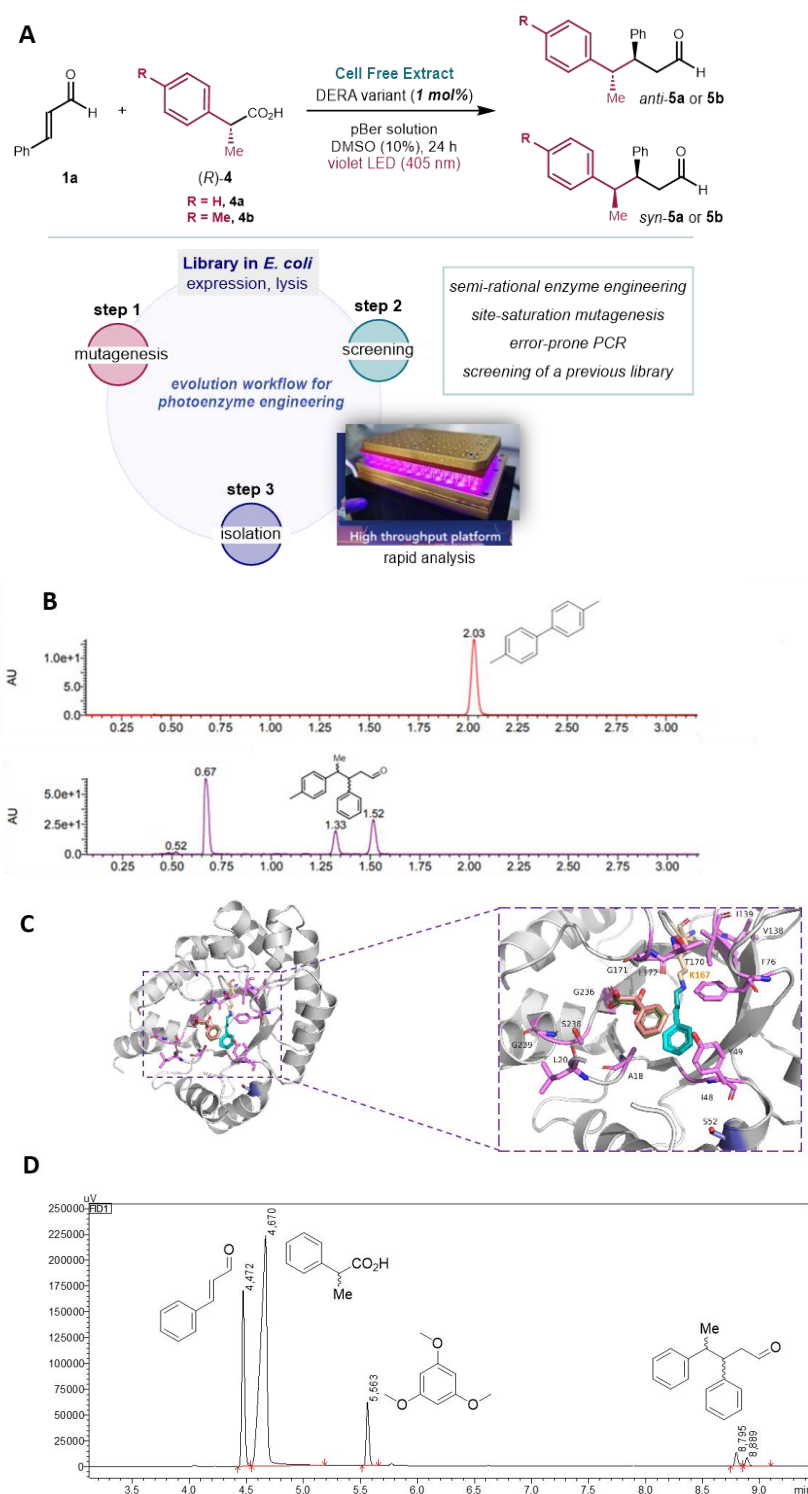 A
R
O
H
Ph
1a
+
R
CO₂H
Me
(R)-4
R = H, 4a
R = Me, 4b
Cell Free Extract
DERA variant (1 mol%)
pBer solution
DMSO (10%), 24 h
violet LED (405 nm)
R
Ph
O
H
Me
anti-5a or 5b
R
Ph
O
H
Me
syn-5a or 5b
Library in E. coli
expression, lysis
step 1
mutagenesis
step 2
screening
evolution workflow for
photoenzyme engineering
step 3
isolation
semi-rational enzyme engineering
site-saturation mutagenesis
error-prone PCR
screening of a previous library
High throughput platform
rapid analysis
B
2.03
AU
1.0e+1
5.0
0.0
0.25 0.50 0.75 1.00 1.25 1.50 1.75 2.00 2.25 2.50 2.75 3.00
Me
O
0.67
1.33
1.52
0.52
AU
5.0e+1
2.5e+1
0.0
0.25 0.50 0.75 1.00 1.25 1.50 1.75 2.00 2.25 2.50 2.75 3.00
C
I139
V138
T170
F76
G171
L172
K167
G236
S238
G239
Y49
L20
A18
I48
S52
D
uV
FID1
250000
225000
200000
175000
150000
125000
100000
75000
50000
25000
0
4,472
4,670
5,563
8,795
8,889
O
CO₂H
Me
O
O
O
Me
O
3.5 4.0 4.5 5.0 5.5 6.0 6.5 7.0 7.5 8.0 8.5 9.0